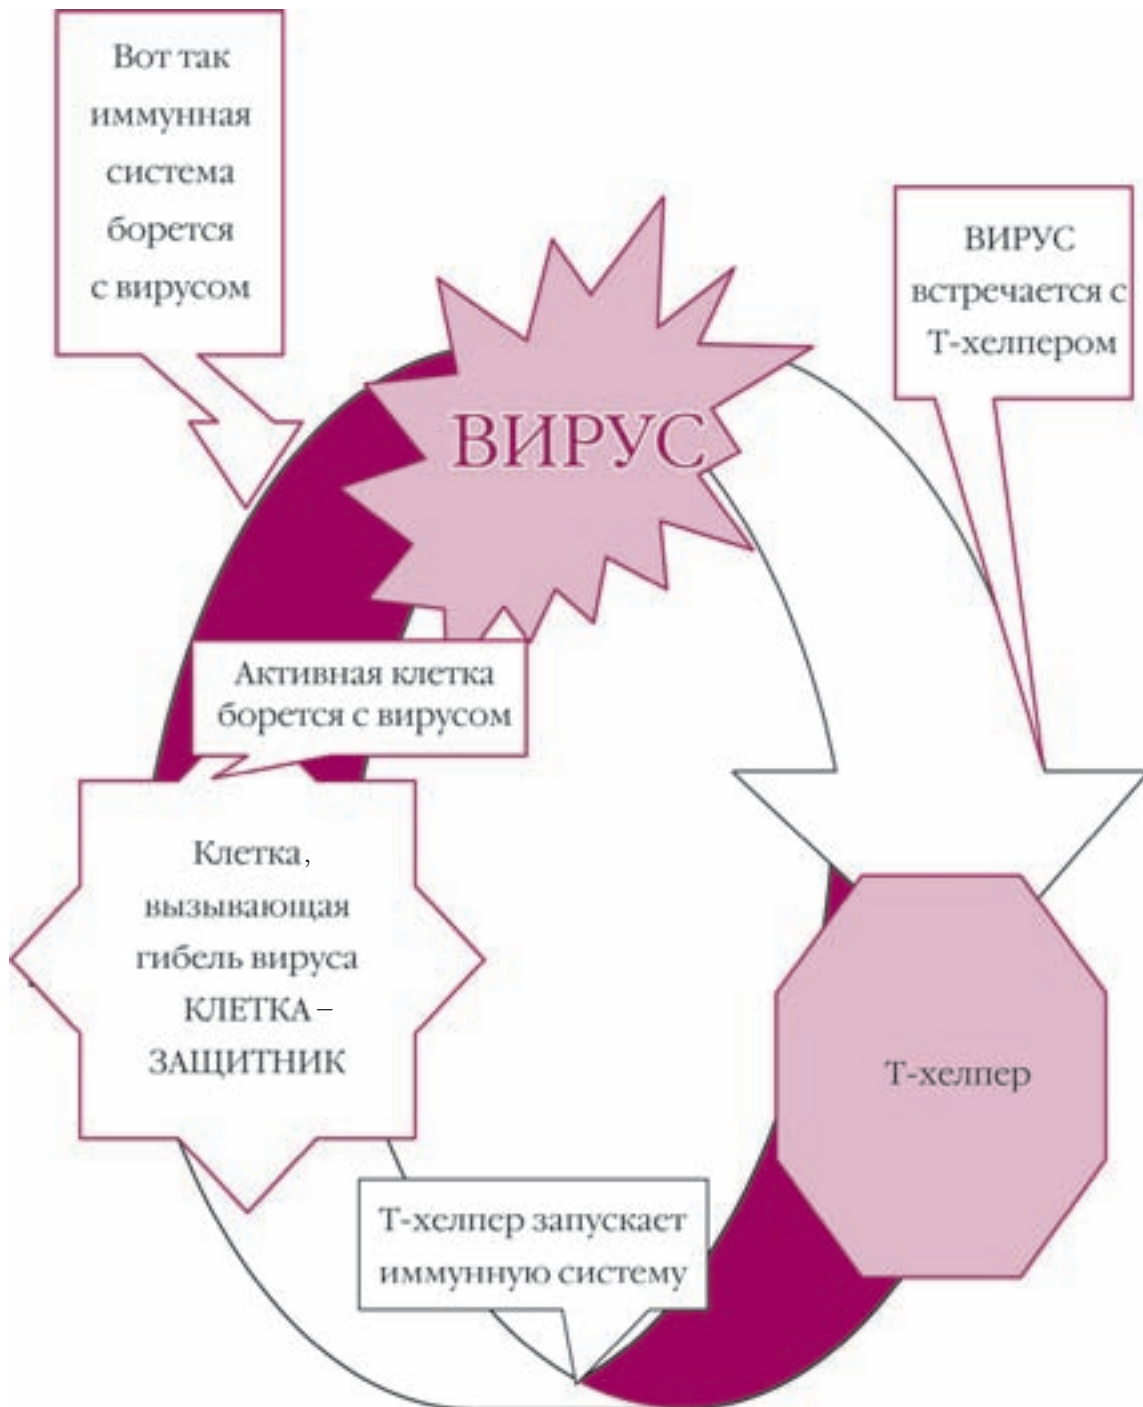 Вот так
иммунная
система
борется
с вирусом
ВИРУС
встречается с
Т-хелпером
ВИРУС
Активная клетка
борется с вирусом
Клетка,
вызывающая
гибель вируса
КЛЕТКА –
ЗАЩИТНИК
Т-хелпер
Т-хелпер запускает
иммунную систему